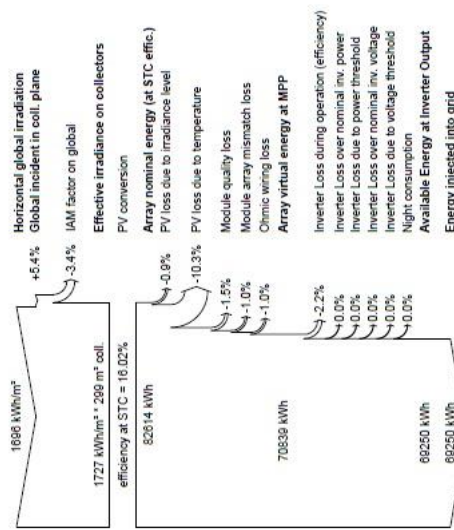 Horizontal global irradiation
1696 kWh/m²
+5.4% Global incident in coll. plane
-3.4% IAM factor on global
Effective irradiance on collectors
1727 kWh/m² * 299 m² coll.
efficiency at STC = 16.02%
PV conversion
Array nominal energy (at STC effic.)
82614 kWh
-0.9% PV loss due to irradiance level
-10.3% PV loss due to temperature
-1.5% Module quality loss
-1.0% Module array mismatch loss
-1.0% Ohmic wiring loss
Array virtual energy at MPP
70839 kWh
-2.2% Inverter Loss during operation (efficiency)
0.0% Inverter Loss over nominal inv. power
0.0% Inverter Loss due to power threshold
0.0% Inverter Loss over nominal inv. voltage
0.0% Inverter Loss due to voltage threshold
0.0% Night consumption
Available Energy at Inverter Output
69250 kWh
Energy injected into grid
69250 kWh